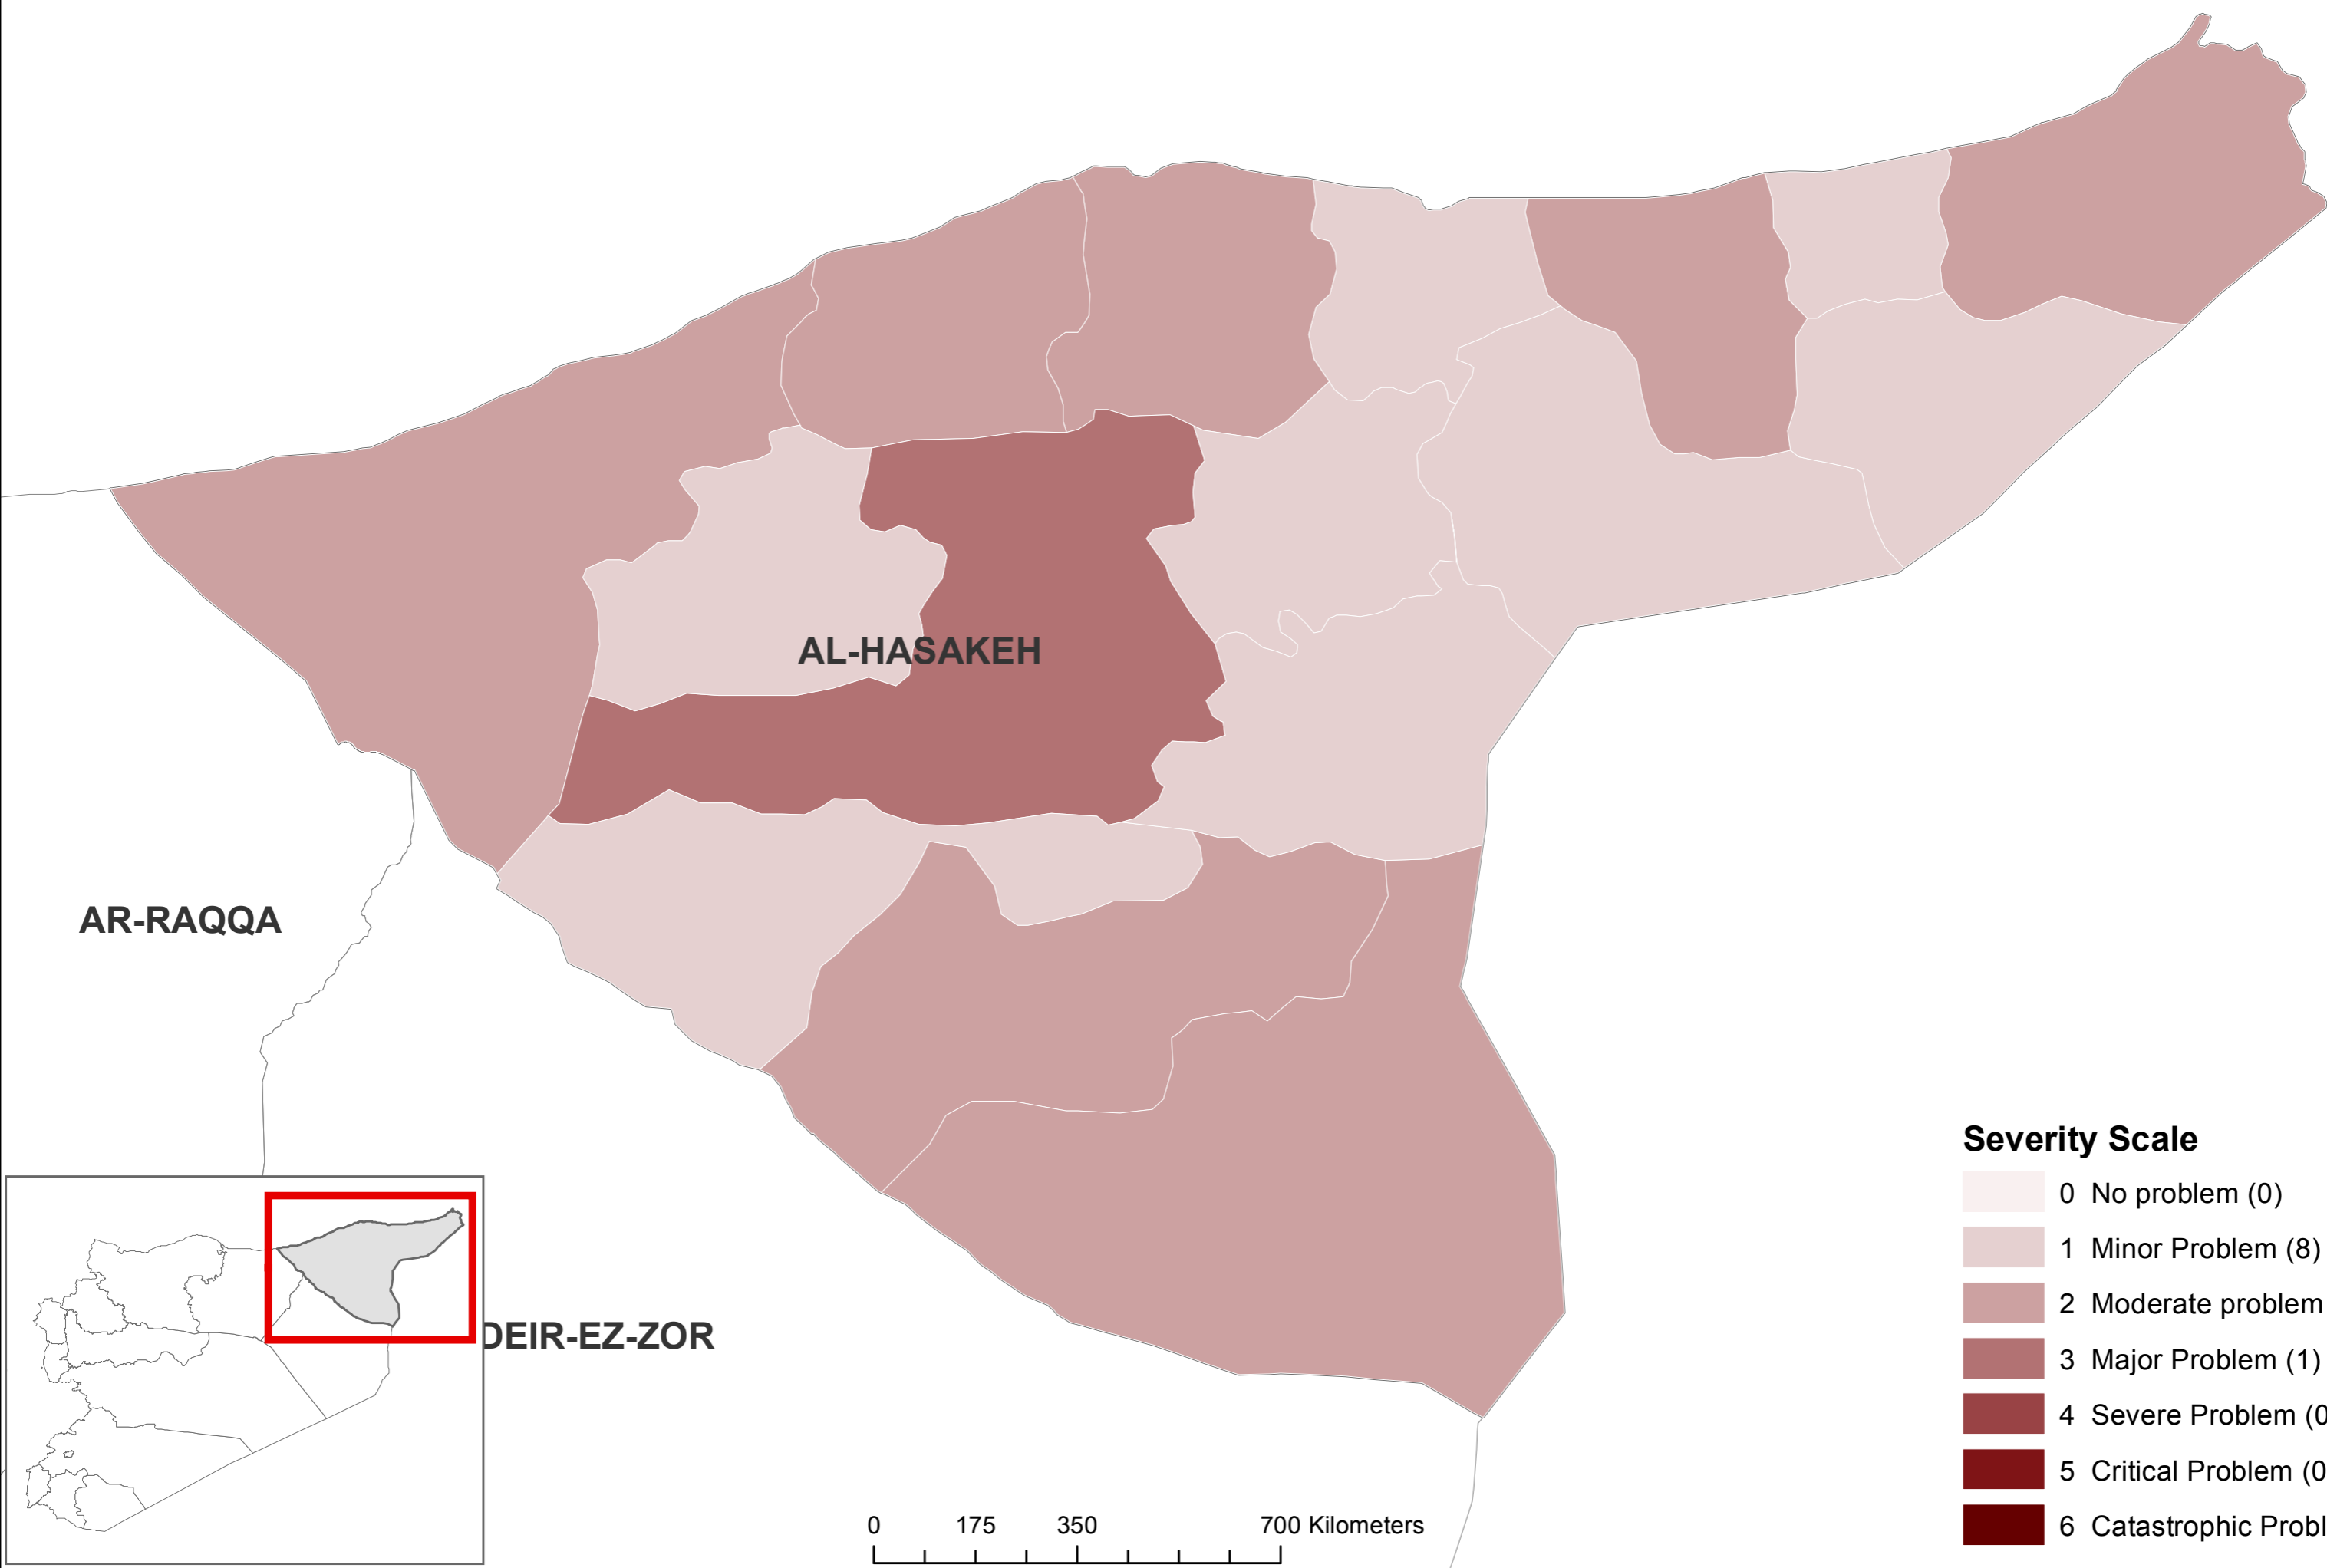 AL-HASAKEH
AR-RAQQA
DEIR-EZ-ZOR
Severity Scale
0 No problem (0)
1 Minor Problem (8)
2 Moderate problem
3 Major Problem (1)
4 Severe Problem (0
5 Critical Problem (0
6 Catastrophic Probl
0 175 350 700 Kilometers